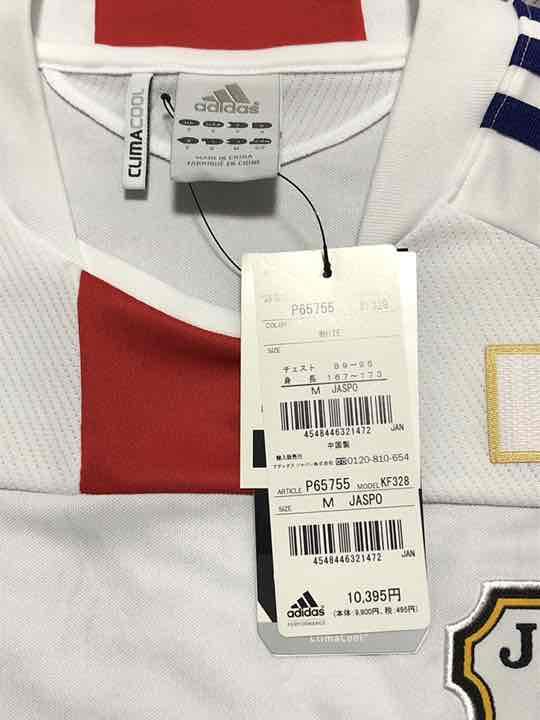 CLIMACOOL
adidas
MADE IN CHINA
FABRIQUE EN CHINE
P65755 KF328
COLOR
WHITE
SIZE
チェスト 89-95
身 長 167-173
M JASPO
4548446321472 JAN
中国製
輸入販売元
アディダス ジャパン株式会社 0120-810-654
ARTICLE P65755 MODEL KF328
SIZE M JASPO
4548446321472 JAN
10,395円
(本体:9,900円、税:495円)
adidas
PERFORMANCE
ClimaCool
J